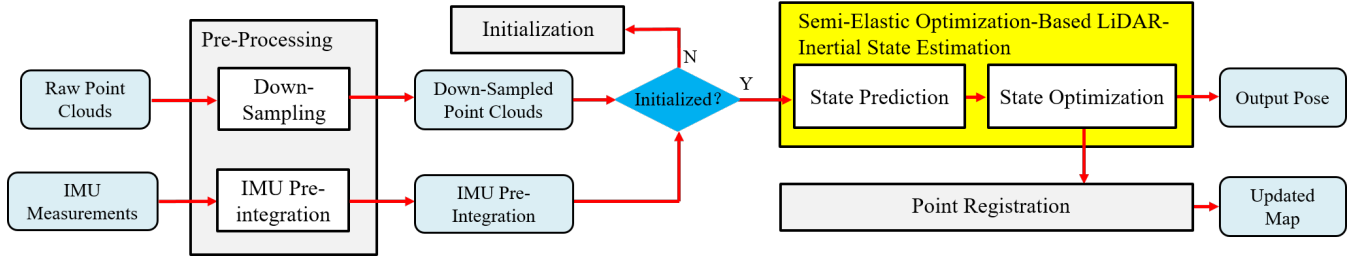 Pre-Processing
Raw Point
Clouds
Down-
Sampling
Down-Sampled
Point Clouds
IMU
Measurements
IMU Pre-
integration
IMU Pre-
Integration
Initialization
N
Initialized?
Y
Semi-Elastic Optimization-Based LiDAR-
Inertial State Estimation
State Prediction
State Optimization
Output Pose
Point Registration
Updated
Map